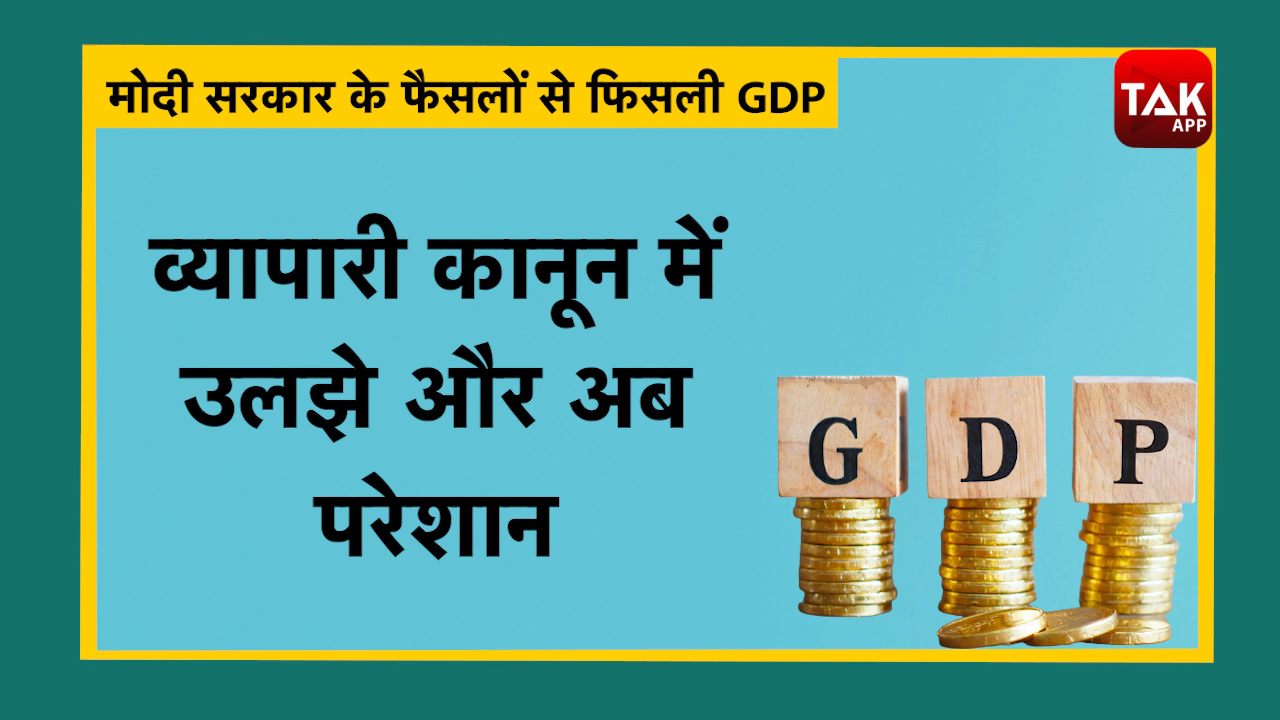 मोदी सरकार के फैसलों से फिसली GDP
TAK
APP
व्यापारी कानून में
उलझे और अब
परेशान
G D P